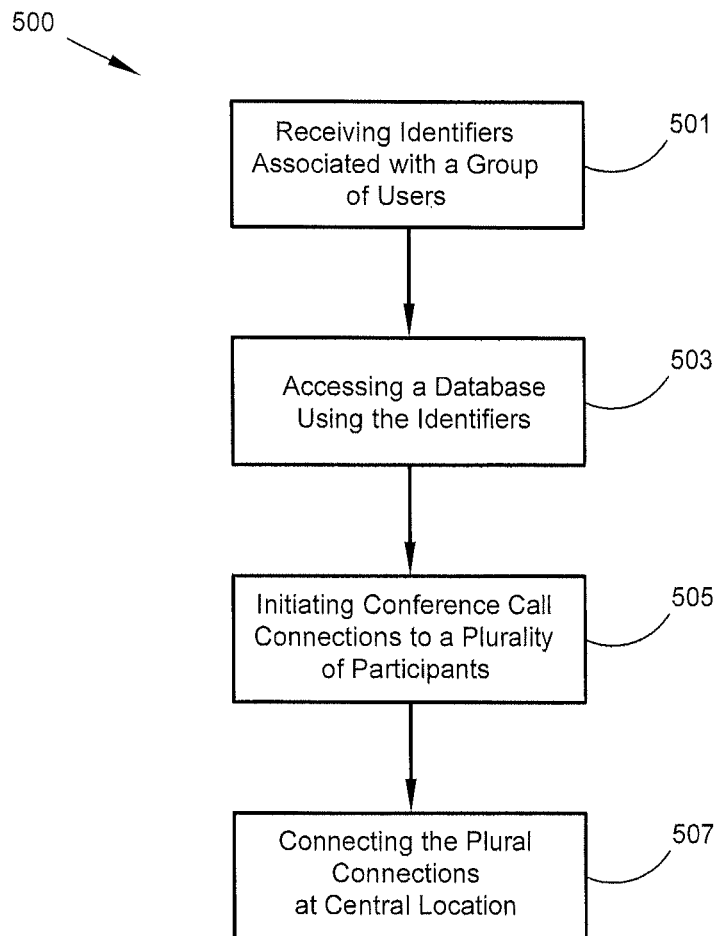 500
Receiving Identifiers
Associated with a Group
of Users
501
Accessing a Database
Using the Identifiers
503
Initiating Conference Call
Connections to a Plurality
of Participants
505
Connecting the Plural
Connections
at Central Location
507